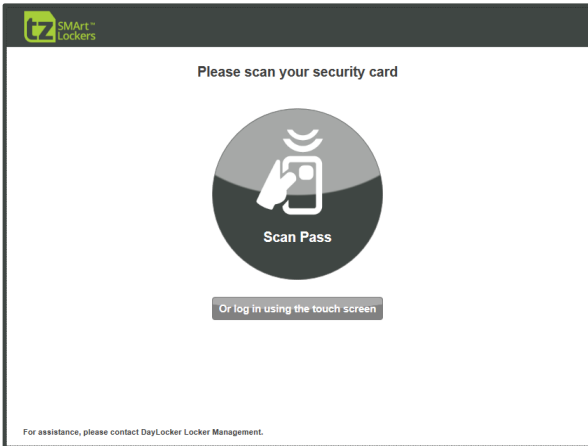 tz SMArt™
Lockers
Please scan your security card
Scan Pass
Or log in using the touch screen
For assistance, please contact DayLocker Locker Management.